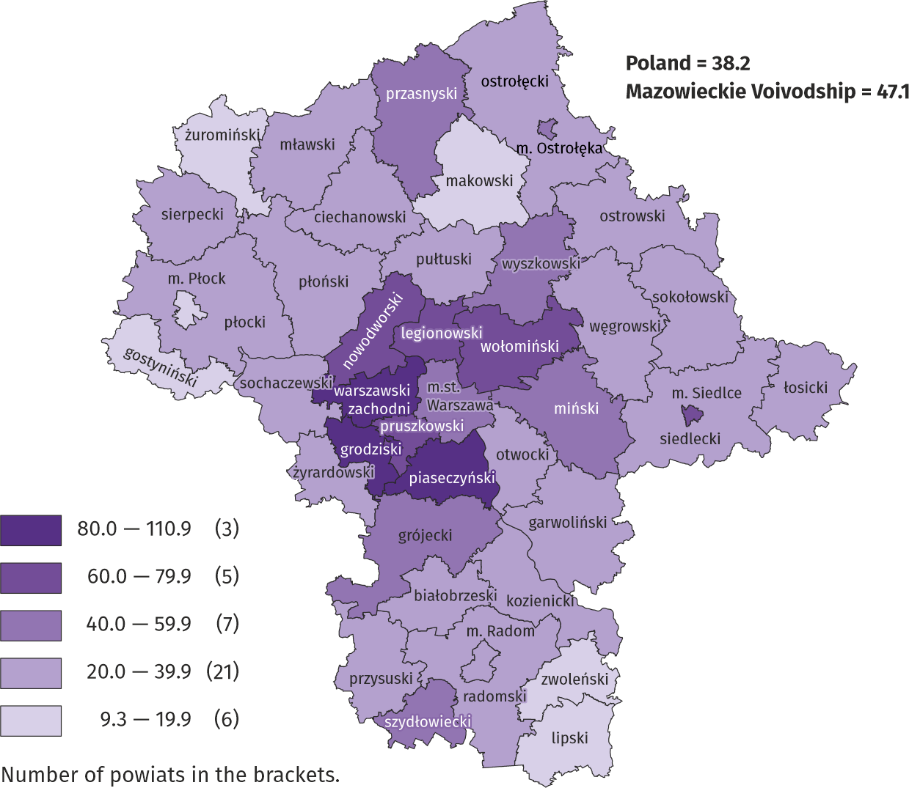 Poland = 38.2
Mazowieckie Voivodship = 47.1
ostrołęcki
przasnyski
żuromiński
mławski
m. Ostrołęka
makowski
sierpecki
ciechanowski
ostrowski
pułtuski
wyszkowski
m. Płock
płoński
sokołowski
nowodworski
płocki
węgrowski
legionowski
wołomiński
gostyniński
sochaczewski
warszawski
zachodni
m.st.
Warszawa
m. Siedlce
łosicki
miński
pruszkowski
siedlecki
grodziski
otwocki
żyrardowski
piaseczyński
garwoliński
grójecki
białobrzeski
kozienicki
m. Radom
przysuski
zwoleński
radomski
szydłowiecki
lipski
80.0 — 110.9 (3)
60.0 — 79.9 (5)
40.0 — 59.9 (7)
20.0 — 39.9 (21)
9.3 — 19.9 (6)
Number of powiats in the brackets.